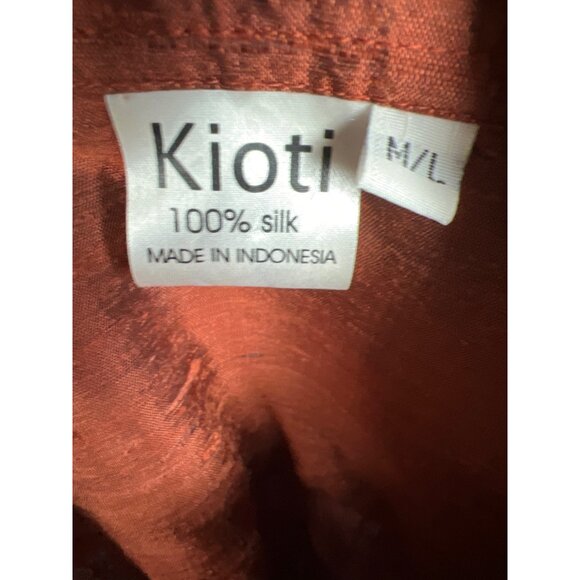 Kioti
100% silk
MADE IN INDONESIA
M/L